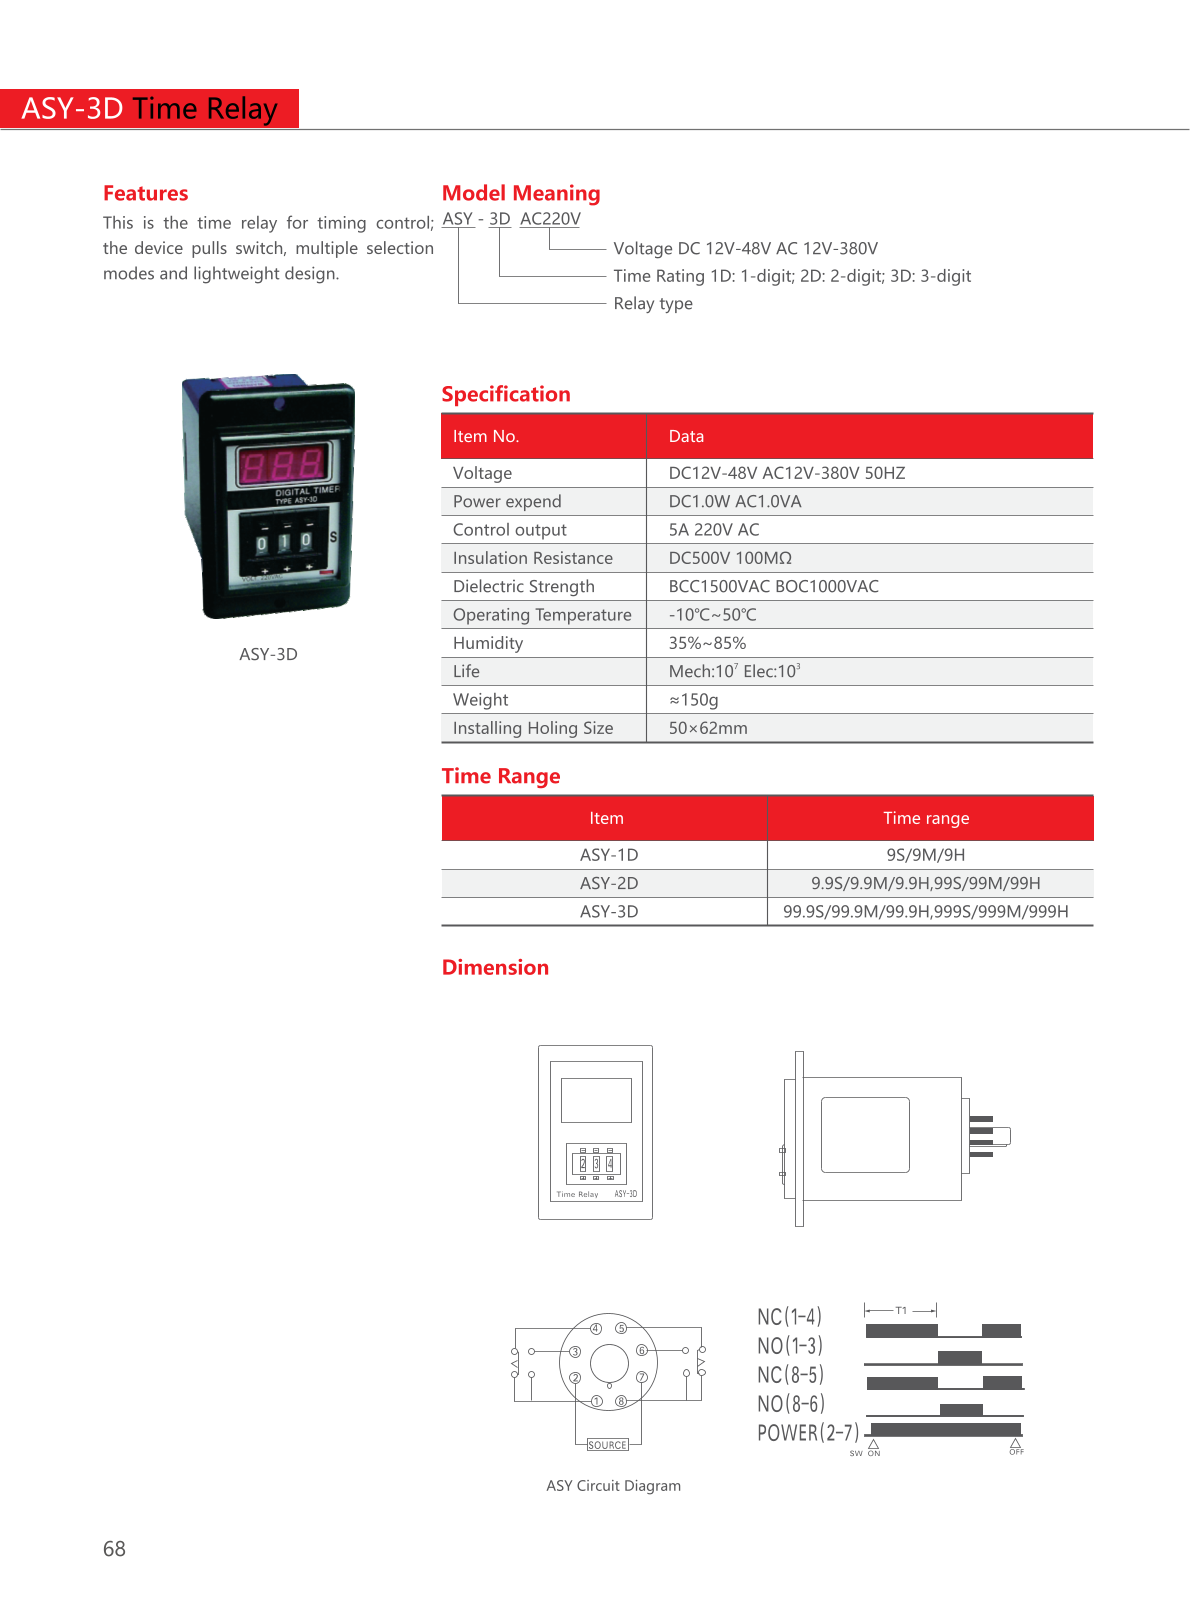 ASY-3D Time Relay
Features
This is the time relay for timing control;
the device pulls switch, multiple selection
modes and lightweight design.
Model Meaning
ASY - 3D AC220V
Voltage DC 12V-48V AC 12V-380V
Time Rating 1D: 1-digit; 2D: 2-digit; 3D: 3-digit
Relay type
888
DIGITAL TIMER
TYPE ASY-3D
0 1 0 S
VOLT: 220VAC
ASY-3D
Specification
Item No. Data
Voltage DC12V-48V AC12V-380V 50HZ
Power expend DC1.0W AC1.0VA
Control output 5A 220V AC
Insulation Resistance DC500V 100MΩ
Dielectric Strength BCC1500VAC BOC1000VAC
Operating Temperature -10℃~50℃
Humidity 35%~85%
Life Mech:10⁷ Elec:10³
Weight ≈150g
Installing Holing Size 50×62mm
Time Range
Item Time range
ASY-1D 9S/9M/9H
ASY-2D 9.9S/9.9M/9.9H,99S/99M/99H
ASY-3D 99.9S/99.9M/99.9H,999S/999M/999H
Dimension
2 3 4
Time Relay ASY-3D
4 5
3 6
2 7
1 8
SOURCE
ASY Circuit Diagram
T1
NC(1-4)
NO(1-3)
NC(8-5)
NO(8-6)
POWER(2-7)
SW ON OFF
68